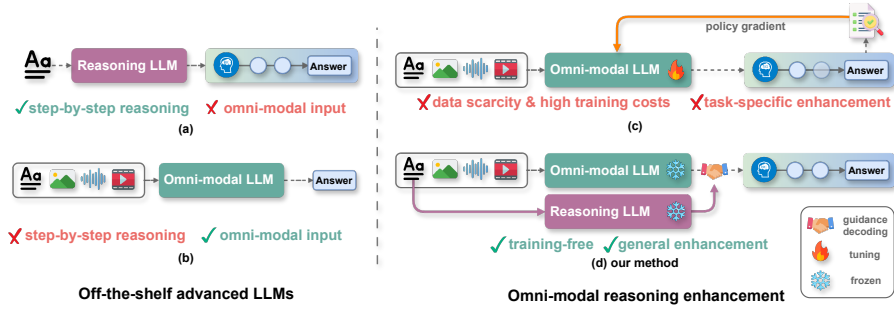 Aa
Reasoning LLM
Answer
step-by-step reasoning
omni-modal input
(a)
Aa
Omni-modal LLM
Answer
step-by-step reasoning
omni-modal input
(b)
Off-the-shelf advanced LLMs
policy gradient
Aa
Omni-modal LLM
Answer
data scarcity & high training costs
task-specific enhancement
(c)
Aa
Omni-modal LLM
Answer
Reasoning LLM
training-free
general enhancement
(d) our method
guidance
decoding
tuning
frozen
Omni-modal reasoning enhancement